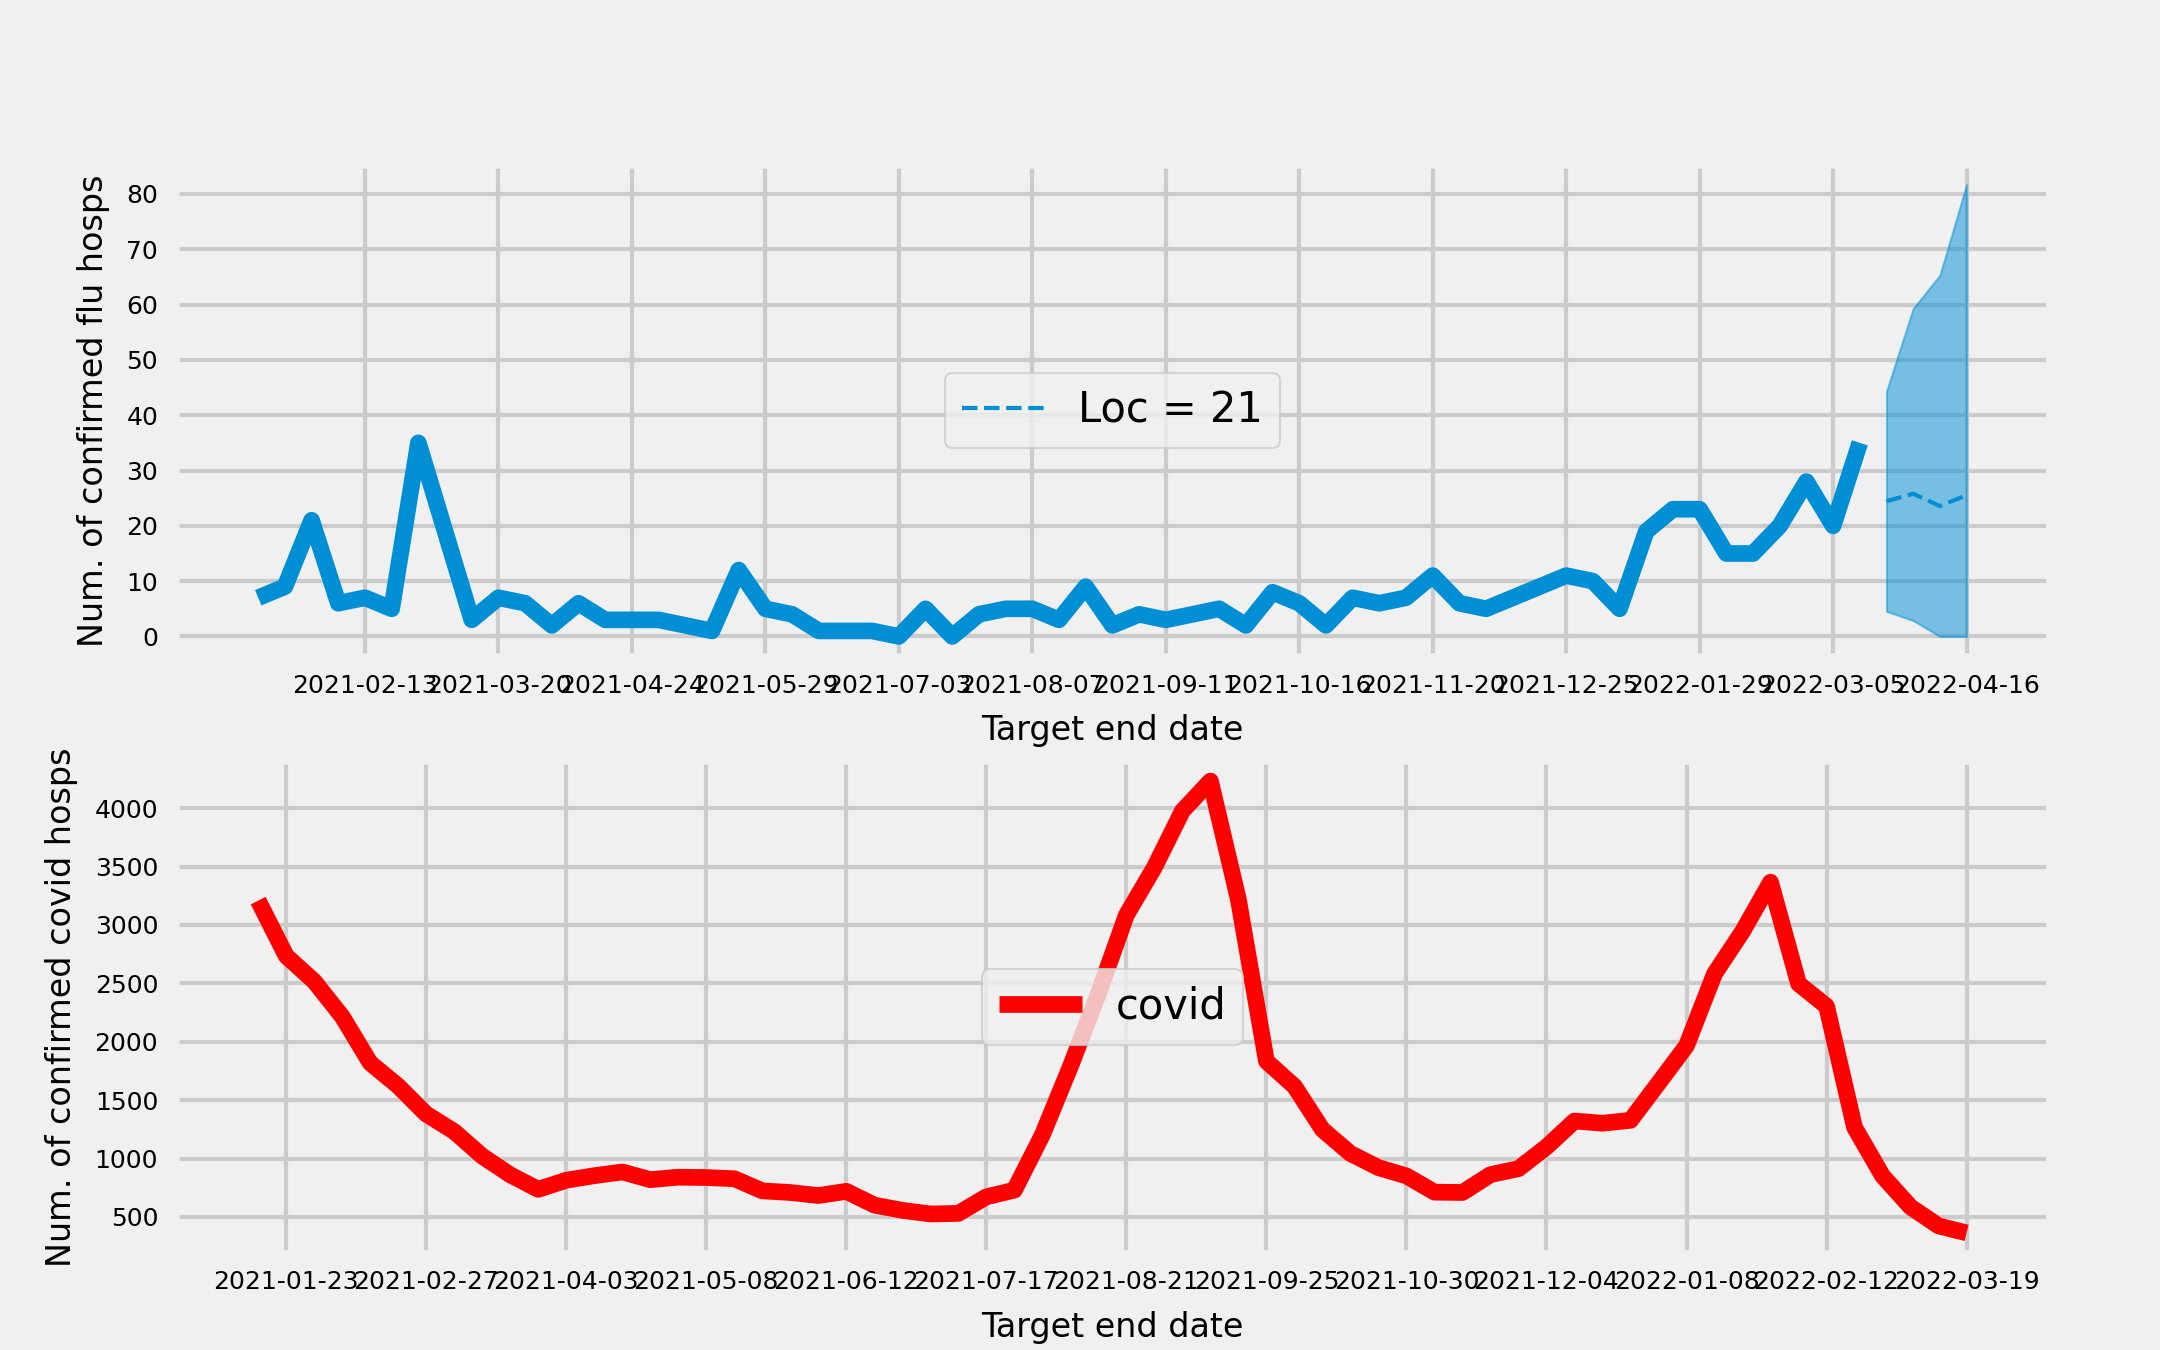 Num. of confirmed flu hosps
80
70
60
50
40
30
20
10
0
Loc = 21
2021-02-13 2021-03-20 2021-04-24 2021-05-29 2021-07-03 2021-08-07 2021-09-11 2021-10-16 2021-11-20 2021-12-25 2022-01-29 2022-03-05 2022-04-16
Target end date
Num. of confirmed covid hosps
4000
3500
3000
2500
2000
1500
1000
500
covid
2021-01-23 2021-02-27 2021-04-03 2021-05-08 2021-06-12 2021-07-17 2021-08-21 2021-09-25 2021-10-30 2021-12-04 2022-01-08 2022-02-12 2022-03-19
Target end date